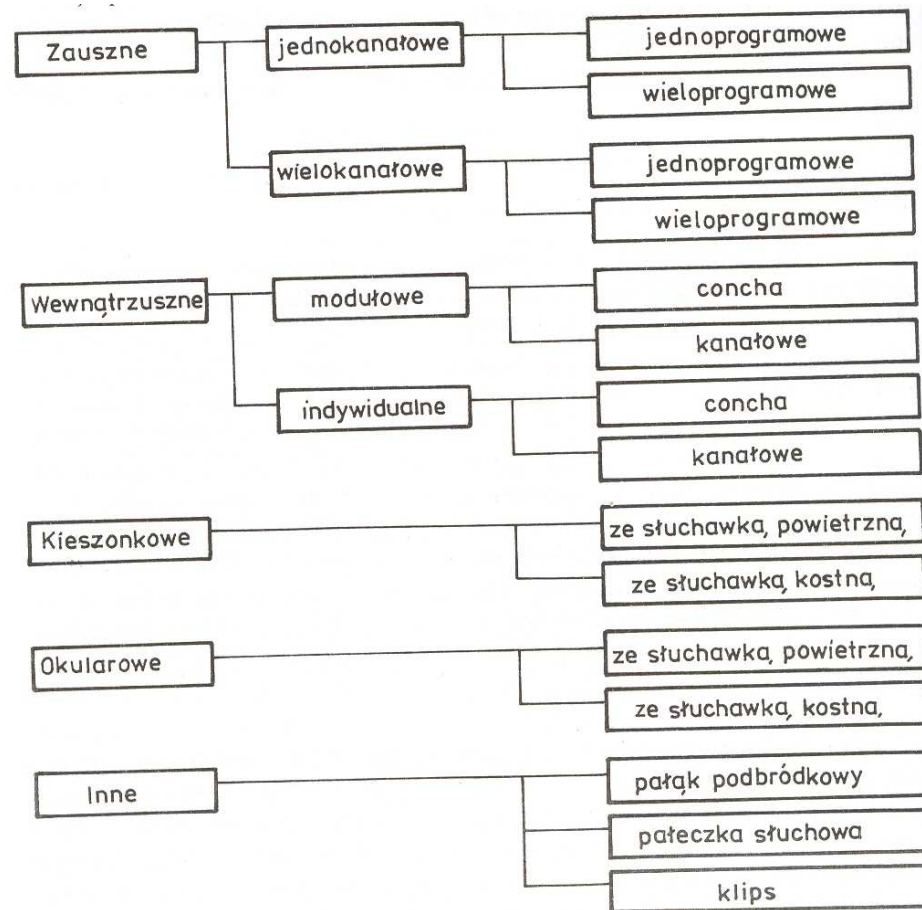 Zauszne
jednokanałowe
jednoprogramowe
wieloprogramowe
wielokanałowe
jednoprogramowe
wieloprogramowe
Wewnątrzuszne
modułowe
concha
kanałowe
indywidualne
concha
kanałowe
Kieszonkowe
ze słuchawką powietrzną
ze słuchawką kostną
Okularowe
ze słuchawką powietrzną
ze słuchawką kostną
Inne
pałąk podbródkowy
pałeczka słuchowa
klips